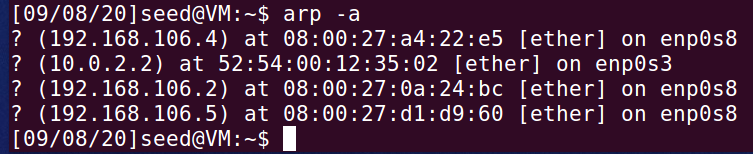 [09/08/20]seed@VM:~$ arp -a
? (192.168.106.4) at 08:00:27:a4:22:e5 [ether] on enp0s8
? (10.0.2.2) at 52:54:00:12:35:02 [ether] on enp0s3
? (192.168.106.2) at 08:00:27:0a:24:bc [ether] on enp0s8
? (192.168.106.5) at 08:00:27:d1:d9:60 [ether] on enp0s8
[09/08/20]seed@VM:~$